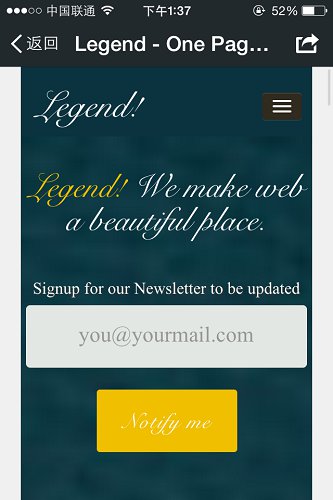 中国联通 下午1:37 52%
返回 Legend - One Pag...
Legend!
Legend! We make web
a beautiful place.
Signup for our Newsletter to be updated
you@yourmail.com
Notify me